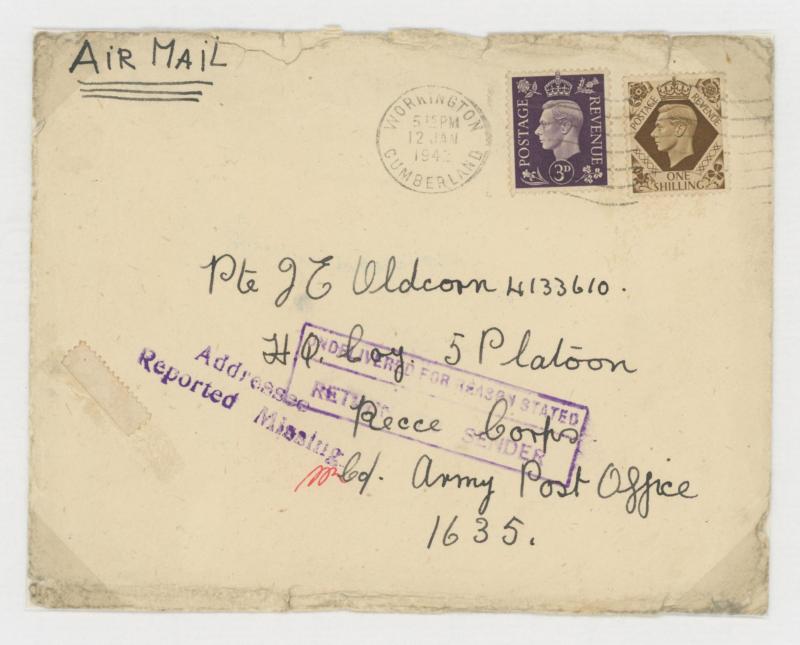 AIR MAIL
WORKINGTON
5 15 PM
12 JAN
1942
CUMBERLAND
POSTAGE REVENUE
3D
POSTAGE REVENUE
ONE
SHILLING
Pte J E Oldcorn 4133610.
HQ. Coy. 5 Platoon
Recce Corps
Cd. Army Post Office
1635.
UNDELIVERED FOR REASON STATED
RETURN SENDER
Addressee
Reported Missing